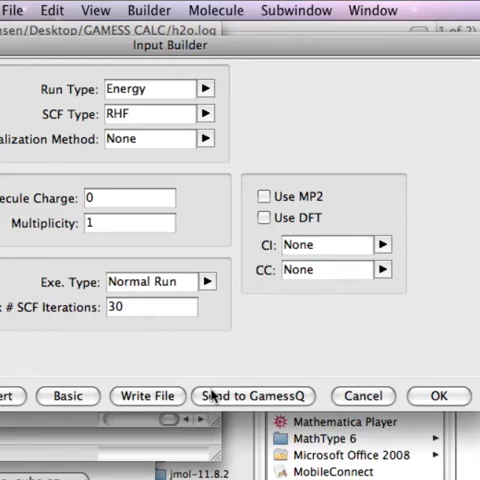 File Edit View Builder Molecule Subwindow Window
sen/Desktop/GAMESS CALC/h2o.log
1 of 2)
Input Builder
Run Type: Energy
SCF Type: RHF
alization Method: None
ecule Charge: 0
Multiplicity: 1
Use MP2
Use DFT
CI: None
CC: None
Exe. Type: Normal Run
x # SCF Iterations: 30
ert Basic Write File Send to GamessQ Cancel OK
Mathematica Player
MathType 6
Microsoft Office 2008
MobileConnect
jmol-11.8.2